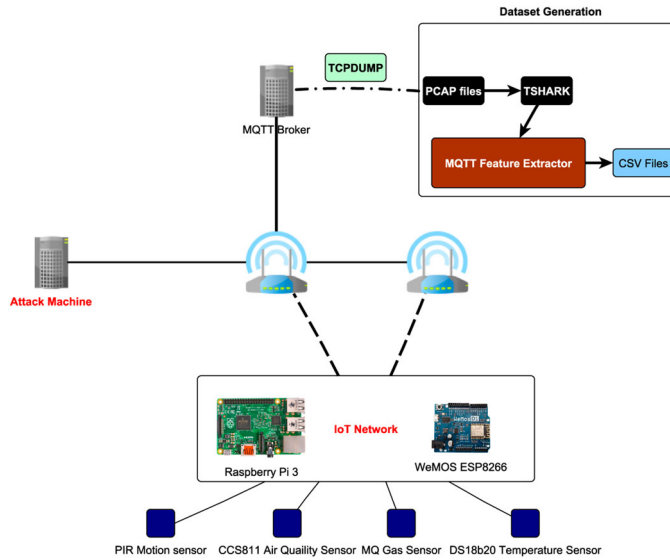 Dataset Generation
TCPDUMP
PCAP files
TSHARK
MQTT Broker
MQTT Feature Extractor
CSV Files
Attack Machine
IoT Network
Raspberry Pi 3
WeMOS ESP8266
PIR Motion sensor
CCS811 Air Quaility Sensor
MQ Gas Sensor
DS18b20 Temperature Sensor